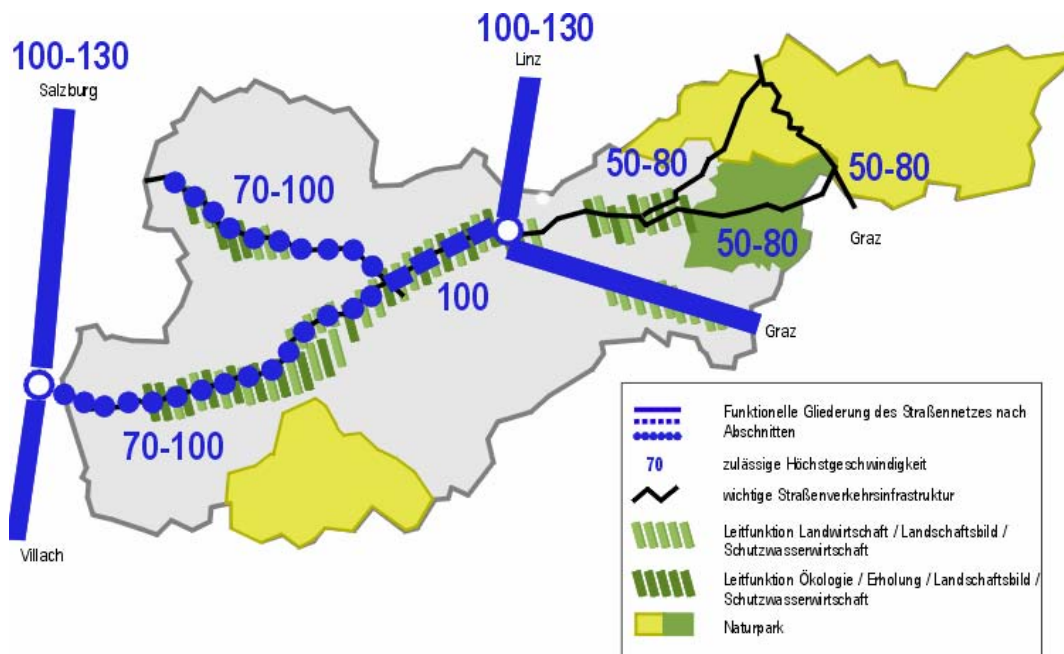 100-130
Salzburg
100-130
Linz
70-100
50-80
50-80
50-80
Graz
100
Graz
70-100
Villach
Funktionelle Gliederung des Straßennetzes nach
Abschnitten
70
zulässige Höchstgeschwindigkeit
wichtige Straßenverkehrsinfrastruktur
Leitfunktion Landwirtschaft / Landschaftsbild /
Schutzwasserwirtschaft
Leitfunktion Ökologie / Erholung / Landschaftsbild /
Schutzwasserwirtschaft
Naturpark